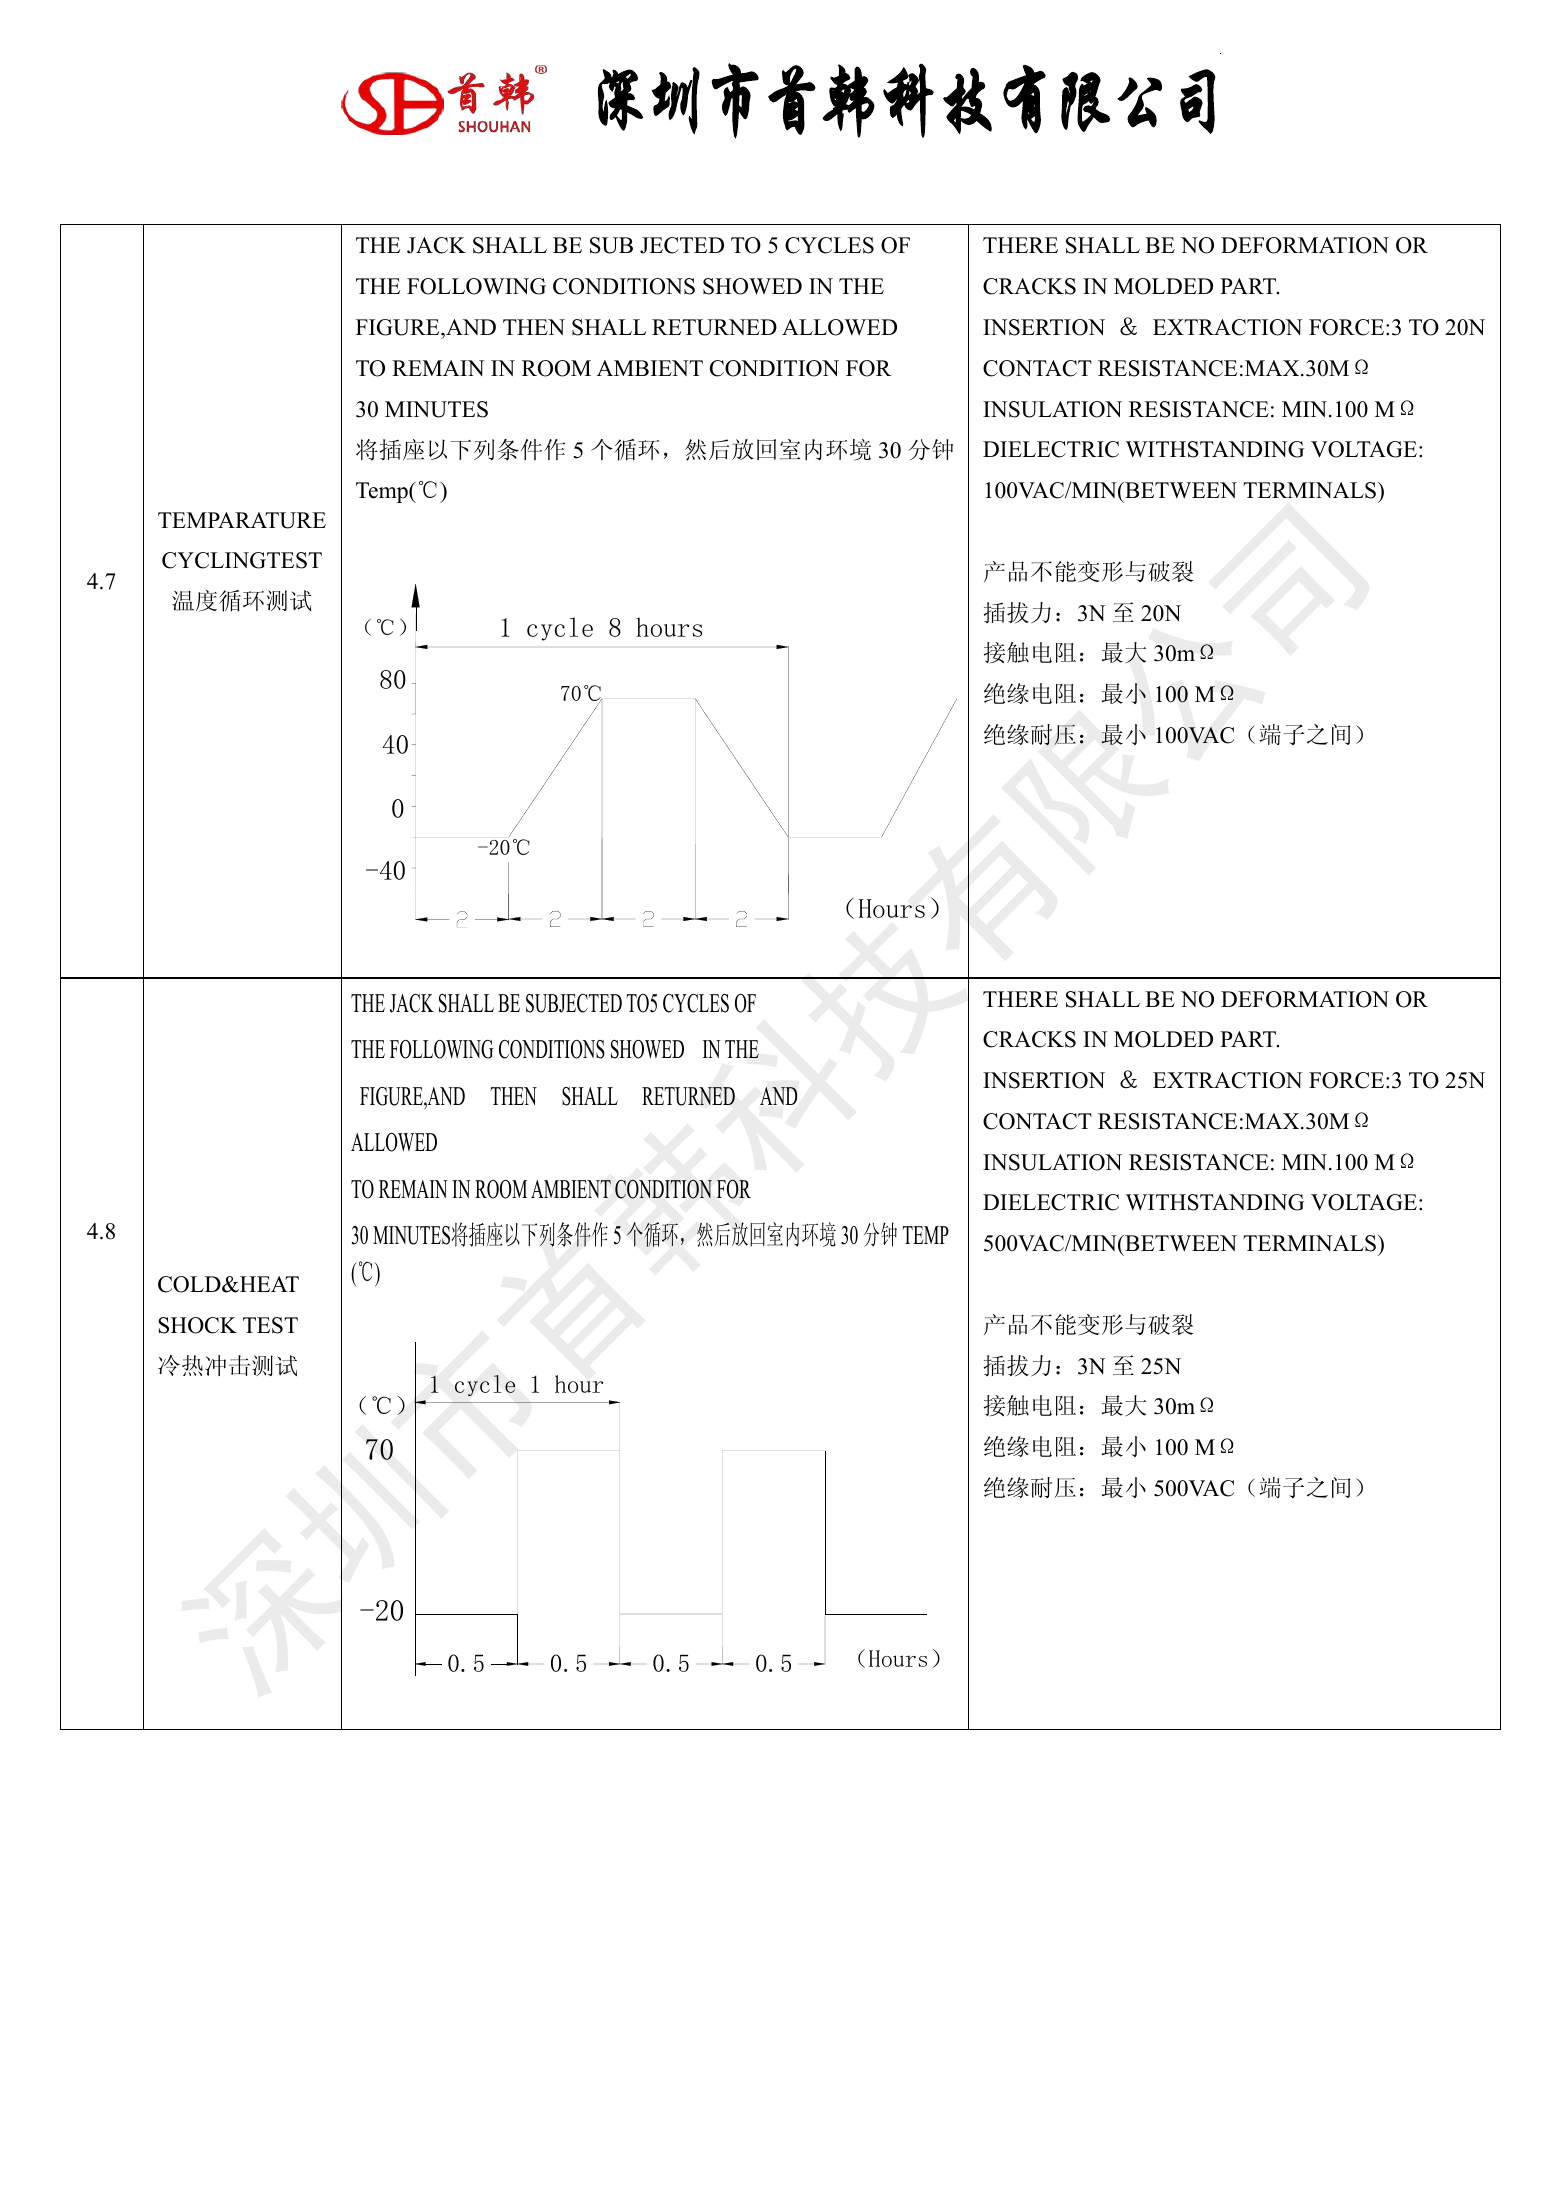 首韩®
SHOUHAN
深圳市首韩科技有限公司
4.7
TEMPARATURE
CYCLINGTEST
温度循环测试
THE JACK SHALL BE SUB JECTED TO 5 CYCLES OF
THE FOLLOWING CONDITIONS SHOWED IN THE
FIGURE,AND THEN SHALL RETURNED ALLOWED
TO REMAIN IN ROOM AMBIENT CONDITION FOR
30 MINUTES
将插座以下列条件作 5 个循环，然后放回室内环境 30 分钟
Temp(℃)
（℃）
1 cycle 8 hours
80
70℃
40
0
-20℃
-40
（Hours）
2 2 2 2
THERE SHALL BE NO DEFORMATION OR
CRACKS IN MOLDED PART.
INSERTION ＆ EXTRACTION FORCE:3 TO 20N
CONTACT RESISTANCE:MAX.30MΩ
INSULATION RESISTANCE: MIN.100 MΩ
DIELECTRIC WITHSTANDING VOLTAGE:
100VAC/MIN(BETWEEN TERMINALS)
产品不能变形与破裂
插拔力：3N 至 20N
接触电阻：最大 30mΩ
绝缘电阻：最小 100 MΩ
绝缘耐压：最小 100VAC（端子之间）
4.8
COLD&HEAT
SHOCK TEST
冷热冲击测试
THE JACK SHALL BE SUBJECTED TO5 CYCLES OF
THE FOLLOWING CONDITIONS SHOWED IN THE
FIGURE,AND THEN SHALL RETURNED AND
ALLOWED
TO REMAIN IN ROOM AMBIENT CONDITION FOR
30 MINUTES将插座以下列条件作 5 个循环，然后放回室内环境 30 分钟 TEMP
(℃)
1 cycle 1 hour
（℃）
70
-20
0.5 0.5 0.5 0.5 （Hours）
THERE SHALL BE NO DEFORMATION OR
CRACKS IN MOLDED PART.
INSERTION ＆ EXTRACTION FORCE:3 TO 25N
CONTACT RESISTANCE:MAX.30MΩ
INSULATION RESISTANCE: MIN.100 MΩ
DIELECTRIC WITHSTANDING VOLTAGE:
500VAC/MIN(BETWEEN TERMINALS)
产品不能变形与破裂
插拔力：3N 至 25N
接触电阻：最大 30mΩ
绝缘电阻：最小 100 MΩ
绝缘耐压：最小 500VAC（端子之间）
深圳市首韩科技有限公司